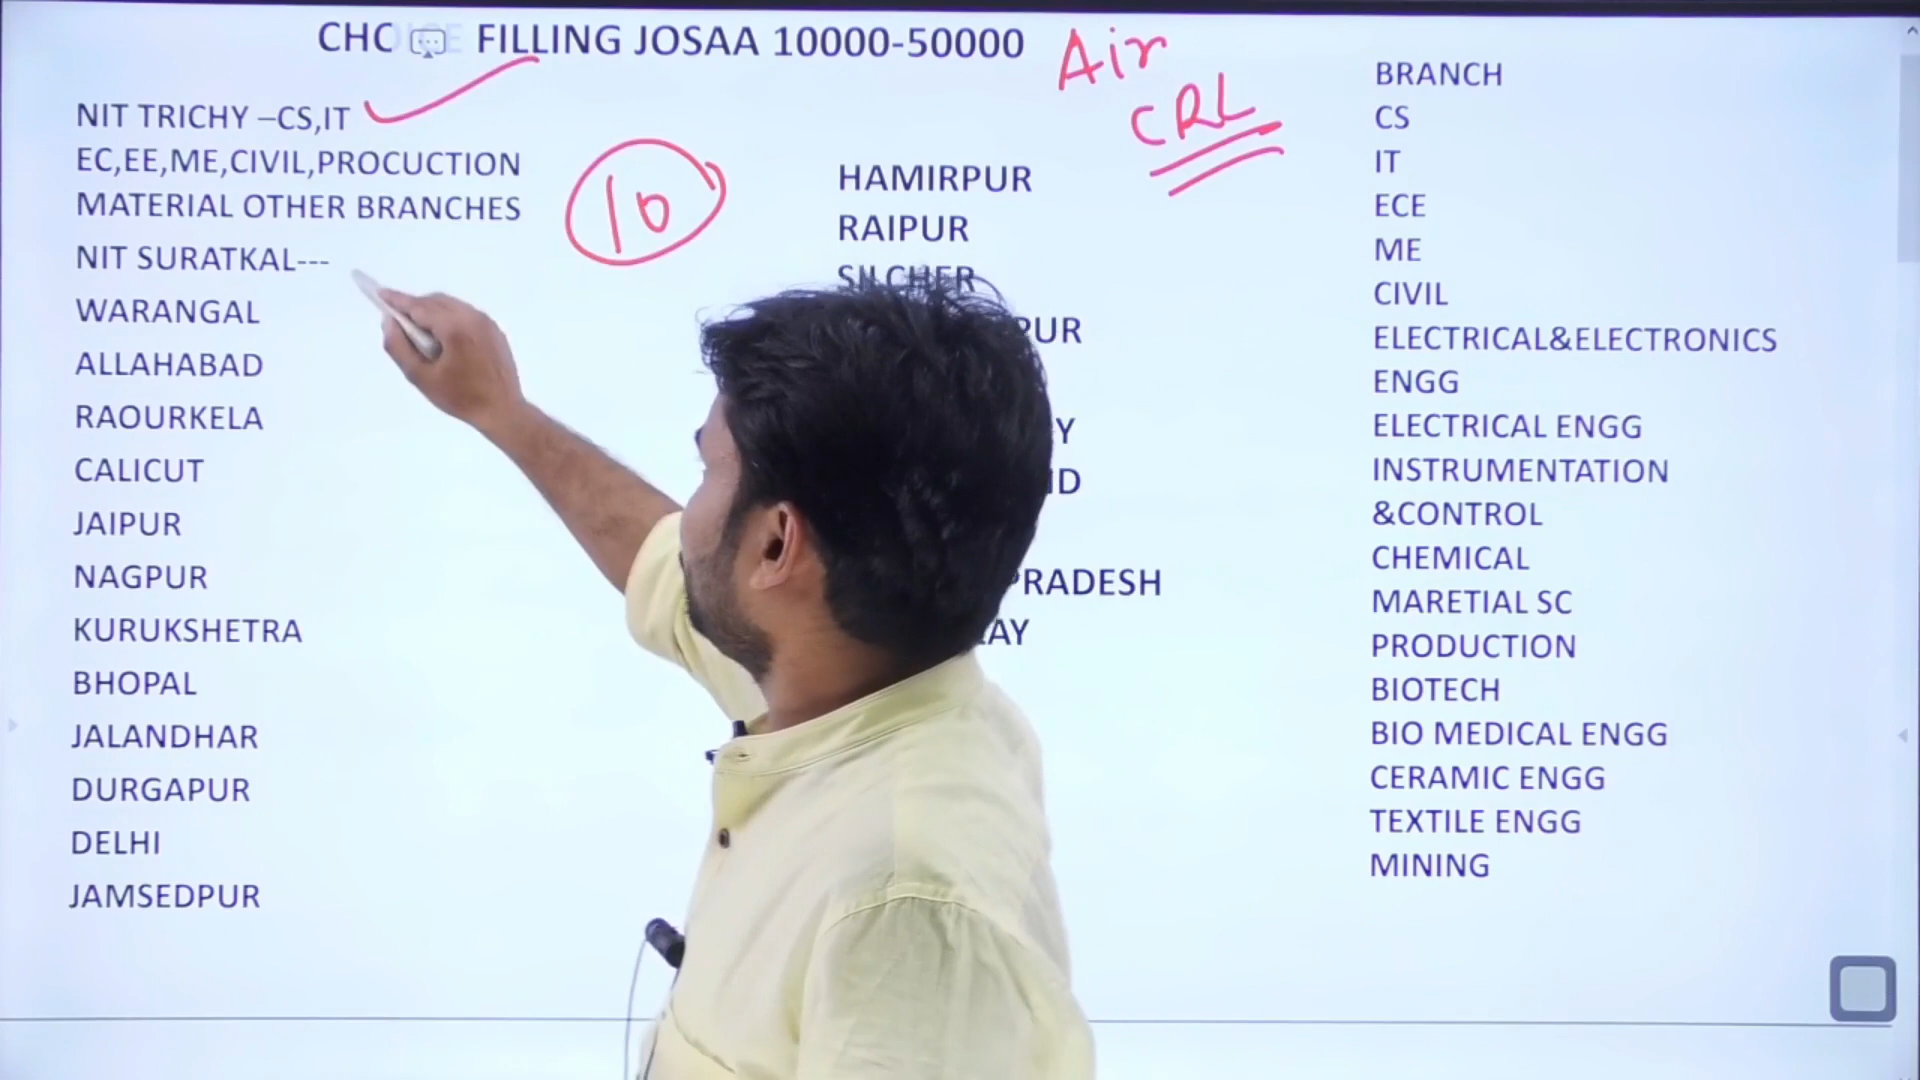 CHOICE FILLING JOSAA 10000-50000
Air
CRL
NIT TRICHY –CS,IT
EC,EE,ME,CIVIL,PROCUCTION
MATERIAL OTHER BRANCHES
NIT SURATKAL---
WARANGAL
ALLAHABAD
RAOURKELA
CALICUT
JAIPUR
NAGPUR
KURUKSHETRA
BHOPAL
JALANDHAR
DURGAPUR
DELHI
JAMSEDPUR
10
HAMIRPUR
RAIPUR
SILCHER
PRADESH
BRANCH
CS
IT
ECE
ME
CIVIL
ELECTRICAL&ELECTRONICS
ENGG
ELECTRICAL ENGG
INSTRUMENTATION
&CONTROL
CHEMICAL
MARETIAL SC
PRODUCTION
BIOTECH
BIO MEDICAL ENGG
CERAMIC ENGG
TEXTILE ENGG
MINING